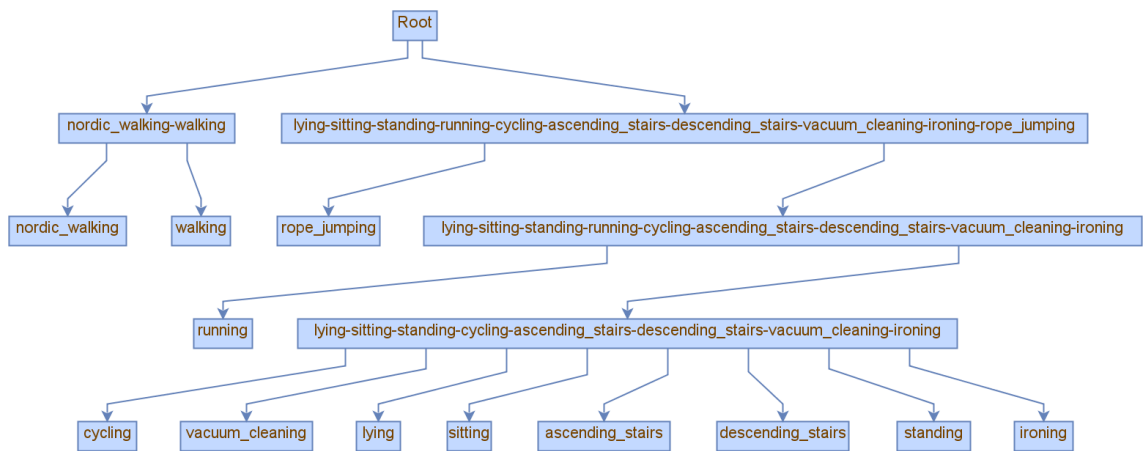 Root
nordic_walking-walking
lying-sitting-standing-running-cycling-ascending_stairs-descending_stairs-vacuum_cleaning-ironing-rope_jumping
nordic_walking
walking
rope_jumping
lying-sitting-standing-running-cycling-ascending_stairs-descending_stairs-vacuum_cleaning-ironing
running
lying-sitting-standing-cycling-ascending_stairs-descending_stairs-vacuum_cleaning-ironing
cycling
vacuum_cleaning
lying
sitting
ascending_stairs
descending_stairs
standing
ironing